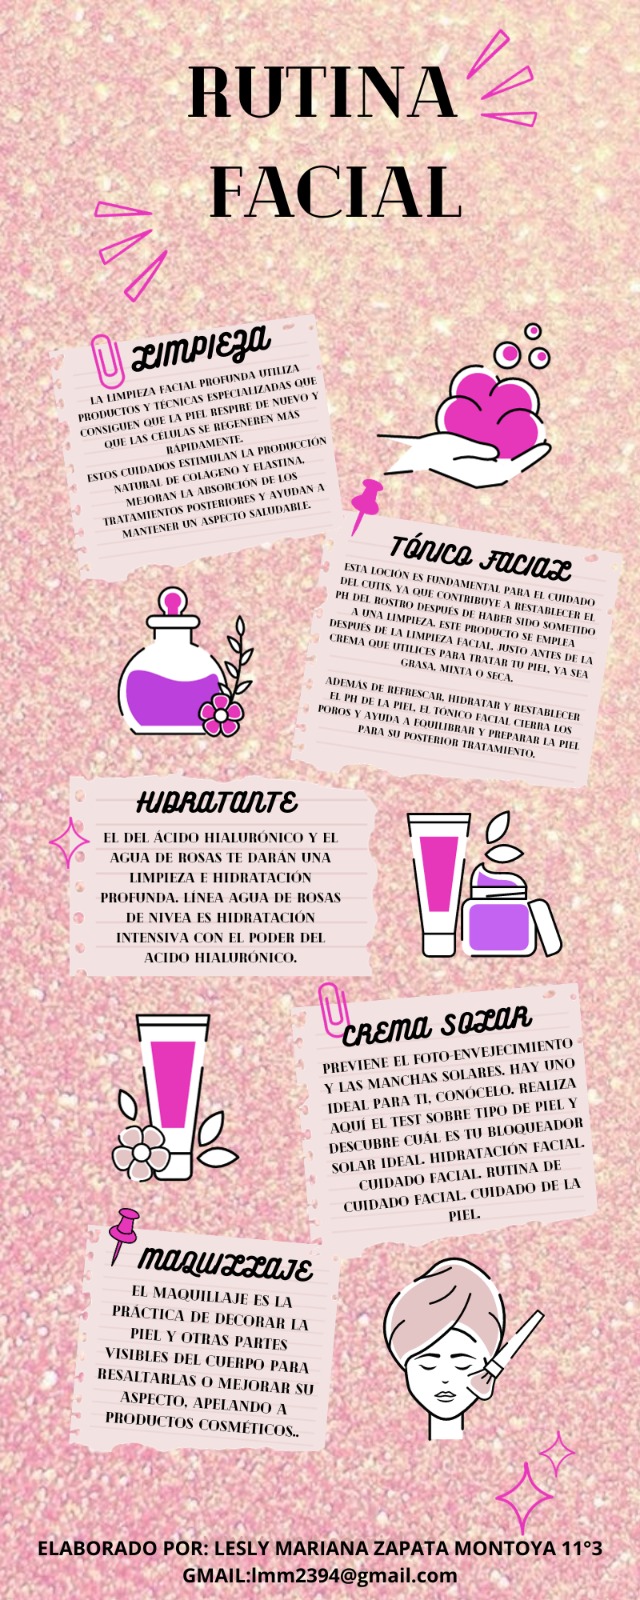 RUTINA
FACIAL
LIMPIEZA
LA LIMPIEZA FACIAL PROFUNDA UTILIZA
PRODUCTOS Y TÉCNICAS ESPECIALIZADAS QUE
CONSIGUEN QUE LA PIEL RESPIRE DE NUEVO Y
QUE LAS CÉLULAS SE REGENEREN MÁS
RÁPIDAMENTE.
ESTOS CUIDADOS ESTIMULAN LA PRODUCCIÓN
NATURAL DE COLÁGENO Y ELASTINA,
MEJORAN LA ABSORCIÓN DE LOS
TRATAMIENTOS POSTERIORES Y AYUDAN A
MANTENER UN ASPECTO SALUDABLE.
TÓNICO FACIAL
ESTA LOCIÓN ES FUNDAMENTAL PARA EL CUIDADO
DEL CUTIS, YA QUE CONTRIBUYE A RESTABLECER EL
PH DEL ROSTRO DESPUÉS DE HABER SIDO SOMETIDO
A UNA LIMPIEZA. ESTE PRODUCTO SE EMPLEA
DESPUÉS DE LA LIMPIEZA FACIAL, JUSTO ANTES DE LA
CREMA QUE UTILICES PARA TRATAR TU PIEL, YA SEA
GRASA, MIXTA O SECA.
ADEMÁS DE REFRESCAR, HIDRATAR Y RESTABLECER
EL PH DE LA PIEL, EL TÓNICO FACIAL CIERRA LOS
POROS Y AYUDA A EQUILIBRAR Y PREPARAR LA PIEL
PARA SU POSTERIOR TRATAMIENTO.
HIDRATANTE
EL DEL ÁCIDO HIALURÓNICO Y EL
AGUA DE ROSAS TE DARÁN UNA
LIMPIEZA E HIDRATACIÓN
PROFUNDA. LÍNEA AGUA DE ROSAS
DE NIVEA ES HIDRATACIÓN
INTENSIVA CON EL PODER DEL
ACIDO HIALURÓNICO.
CREMA SOLAR
PREVIENE EL FOTO-ENVEJECIMIENTO
Y LAS MANCHAS SOLARES. HAY UNO
IDEAL PARA TI, CONÓCELO. REALIZA
AQUÍ EL TEST SOBRE TIPO DE PIEL Y
DESCUBRE CUÁL ES TU BLOQUEADOR
SOLAR IDEAL. HIDRATACIÓN FACIAL.
CUIDADO FACIAL. RUTINA DE
CUIDADO FACIAL. CUIDADO DE LA
PIEL.
MAQUILLAJE
EL MAQUILLAJE ES LA
PRÁCTICA DE DECORAR LA
PIEL Y OTRAS PARTES
VISIBLES DEL CUERPO PARA
RESALTARLAS O MEJORAR SU
ASPECTO, APELANDO A
PRODUCTOS COSMÉTICOS..
ELABORADO POR: LESLY MARIANA ZAPATA MONTOYA 11°3
GMAIL:lmm2394@gmail.com